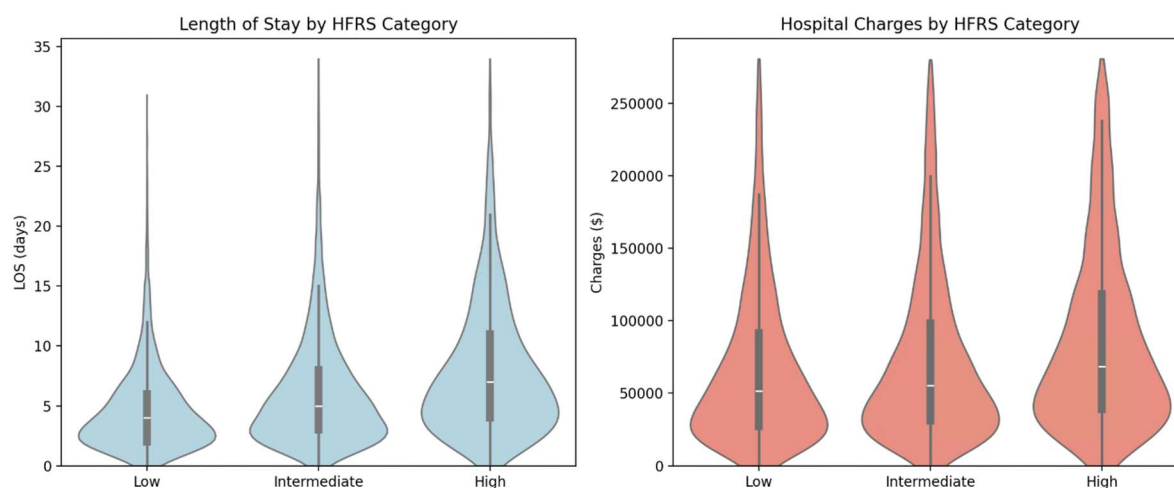 Length of Stay by HFRS Category
LOS (days)
35
30
25
20
15
10
5
0
Low Intermediate High
Hospital Charges by HFRS Category
Charges ($)
250000
200000
150000
100000
50000
0
Low Intermediate High